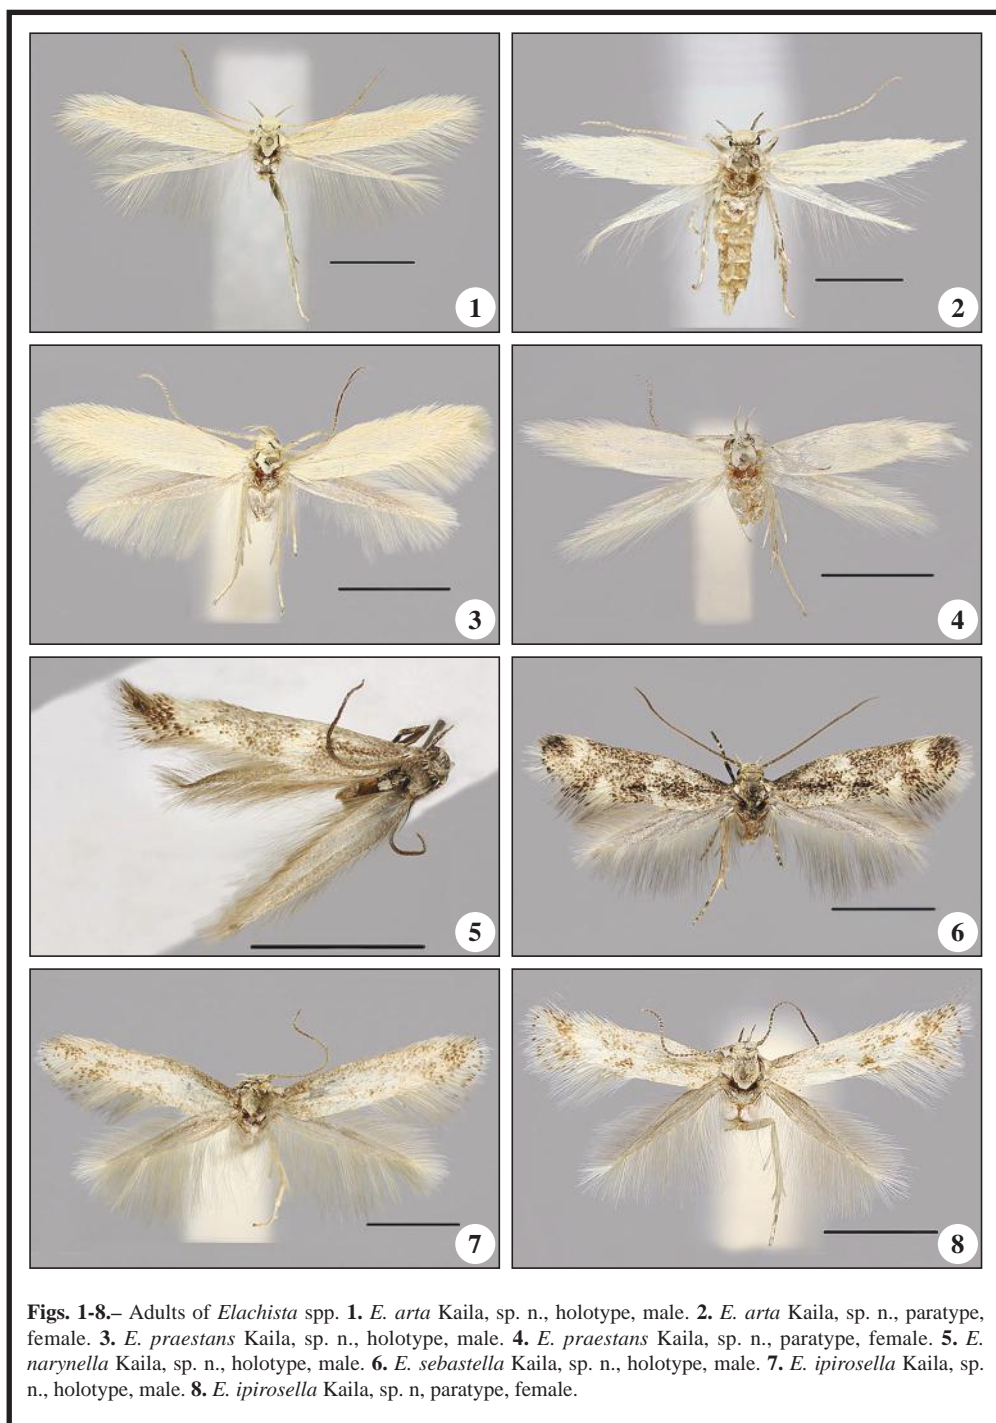 1
2
3
4
5
6
7
8
Figs. 1-8.– Adults of Elachista spp. 1. E. arta Kaila, sp. n., holotype, male. 2. E. arta Kaila, sp. n., paratype,
female. 3. E. praestans Kaila, sp. n., holotype, male. 4. E. praestans Kaila, sp. n., paratype, female. 5. E.
narynella Kaila, sp. n., holotype, male. 6. E. sebastella Kaila, sp. n., holotype, male. 7. E. ipirosella Kaila, sp.
n., holotype, male. 8. E. ipirosella Kaila, sp. n, paratype, female.